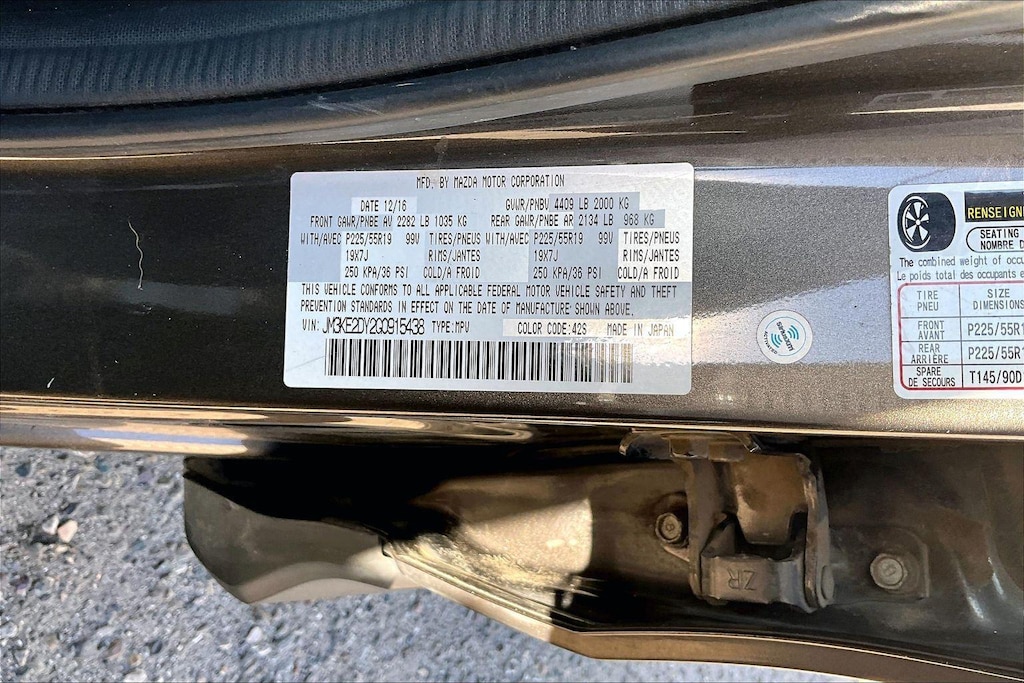 MFD. BY MAZDA MOTOR CORPORATION
DATE 12/16 GVWR/PNBV 4409 LB 2000 KG
FRONT GAWR/PNBE AV 2282 LB 1035 KG REAR GAWR/PNBE AR 2134 LB 968 KG
WITH/AVEC P225/55R19 99V TIRES/PNEUS WITH/AVEC P225/55R19 99V TIRES/PNEUS
19X7J RIMS/JANTES 19X7J RIMS/JANTES
250 KPA/36 PSI COLD/A FROID 250 KPA/36 PSI COLD/A FROID
THIS VEHICLE CONFORMS TO ALL APPLICABLE FEDERAL MOTOR VEHICLE SAFETY AND THEFT
PREVENTION STANDARDS IN EFFECT ON THE DATE OF MANUFACTURE SHOWN ABOVE.
VIN: JM3KE2DY2G0915438 TYPE:MPV COLOR CODE:42S MADE IN JAPAN
SiriusXM
ACTIVATED
RENSEIGN
SEATING
NOMBRE D
The combined weight of occu
Le poids total des occupants e
TIRE SIZE
PNEU DIMENSIONS
FRONT
AVANT P225/55R1
REAR
ARRIÈRE P225/55R1
SPARE
DE SECOURS T145/90D1
ZR